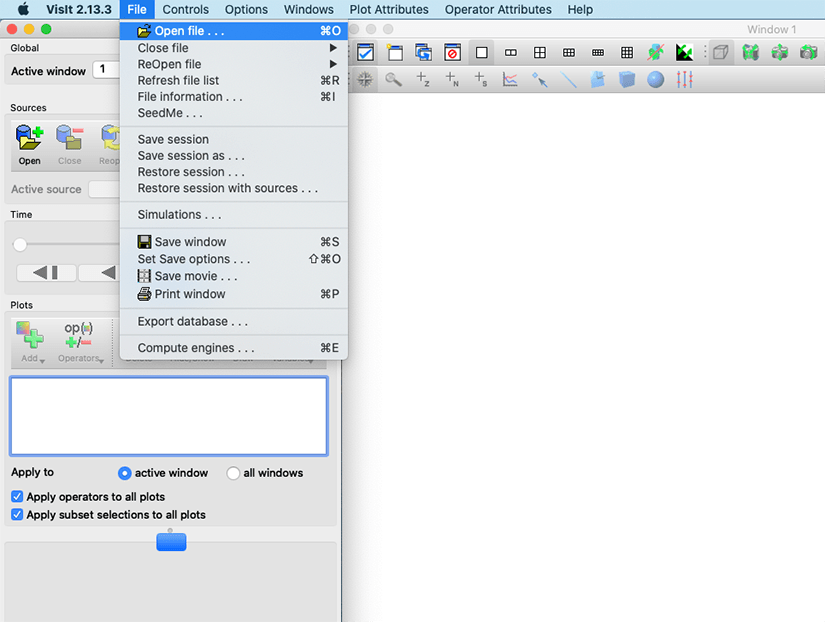 VisIt 2.13.3 File Controls Options Windows Plot Attributes Operator Attributes Help
Global
Active window 1
Sources
Open Close Reop
Active source
Time
Plots
Add Operators
op(·)
+/−
Apply to active window all windows
Apply operators to all plots
Apply subset selections to all plots
Open file . . . ⌘O
Close file ▶
ReOpen file ▶
Refresh file list ⌘R
File information . . . ⌘I
SeedMe . . .
Save session
Save session as . . .
Restore session . . .
Restore session with sources . . .
Simulations . . .
Save window ⌘S
Set Save options . . . ⇧⌘O
Save movie . . .
Print window ⌘P
Export database . . .
Compute engines . . . ⌘E
Window 1
+z
+N
+s